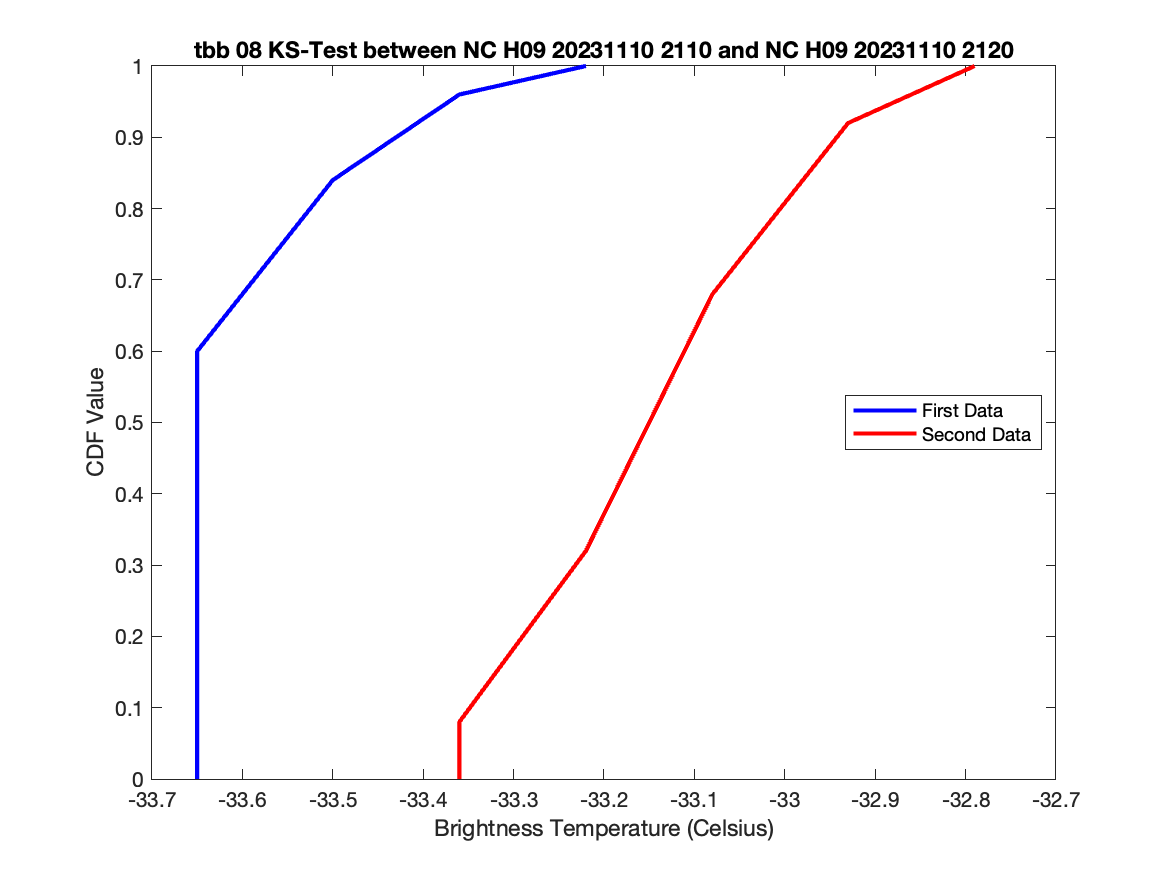 tbb 08 KS-Test between NC H09 20231110 2110 and NC H09 20231110 2120
1
0.9
0.8
0.7
0.6
0.5
0.4
0.3
0.2
0.1
0
CDF Value
First Data
Second Data
-33.7 -33.6 -33.5 -33.4 -33.3 -33.2 -33.1 -33 -32.9 -32.8 -32.7
Brightness Temperature (Celsius)